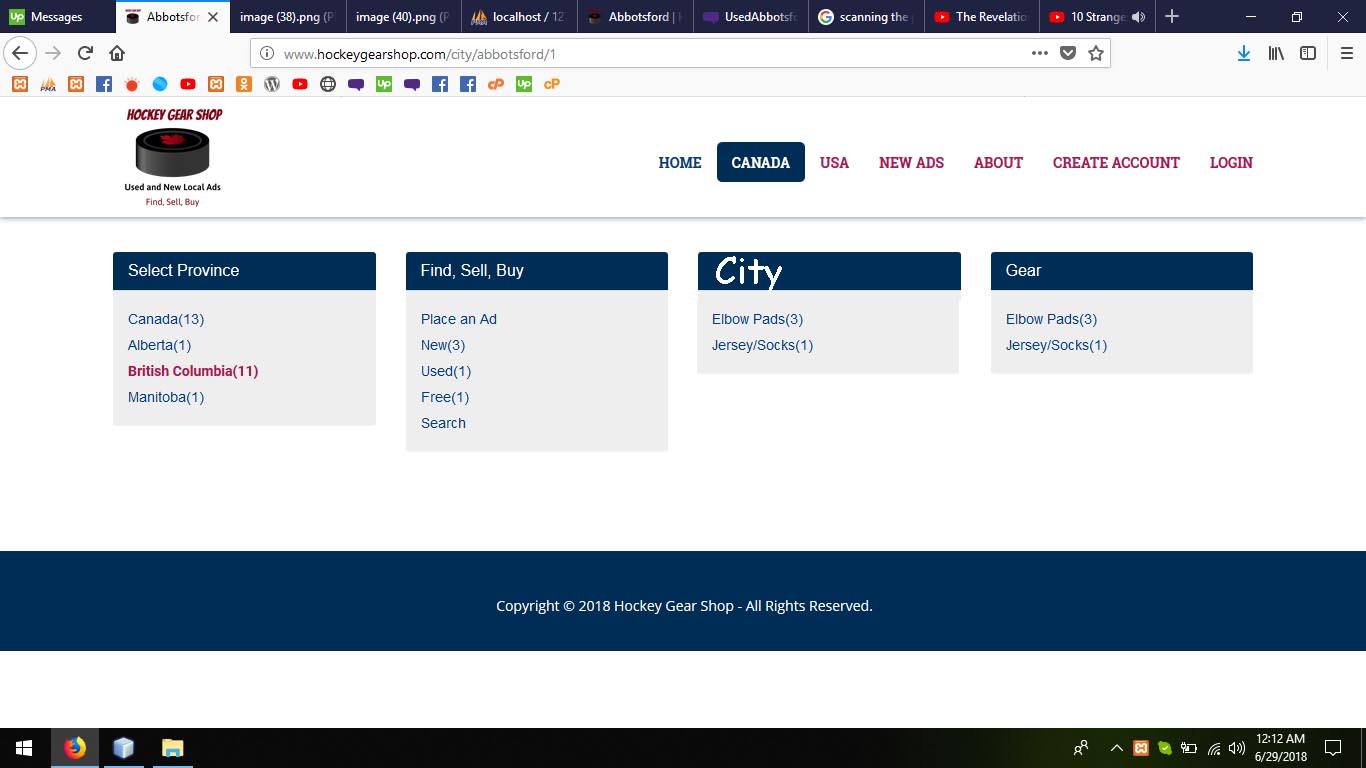 Messages
Abbotsfor
image (38).png (P
image (40).png (P
localhost / 12
Abbotsford |
UsedAbbotsfo
scanning the
The Revelatio
10 Strange
www.hockeygearshop.com/city/abbotsford/1
HOCKEY GEAR SHOP
Used and New Local Ads
Find, Sell, Buy
HOME
CANADA
USA
NEW ADS
ABOUT
CREATE ACCOUNT
LOGIN
Select Province
Canada(13)
Alberta(1)
British Columbia(11)
Manitoba(1)
Find, Sell, Buy
Place an Ad
New(3)
Used(1)
Free(1)
Search
City
Elbow Pads(3)
Jersey/Socks(1)
Gear
Elbow Pads(3)
Jersey/Socks(1)
Copyright © 2018 Hockey Gear Shop - All Rights Reserved.
12:12 AM
6/29/2018